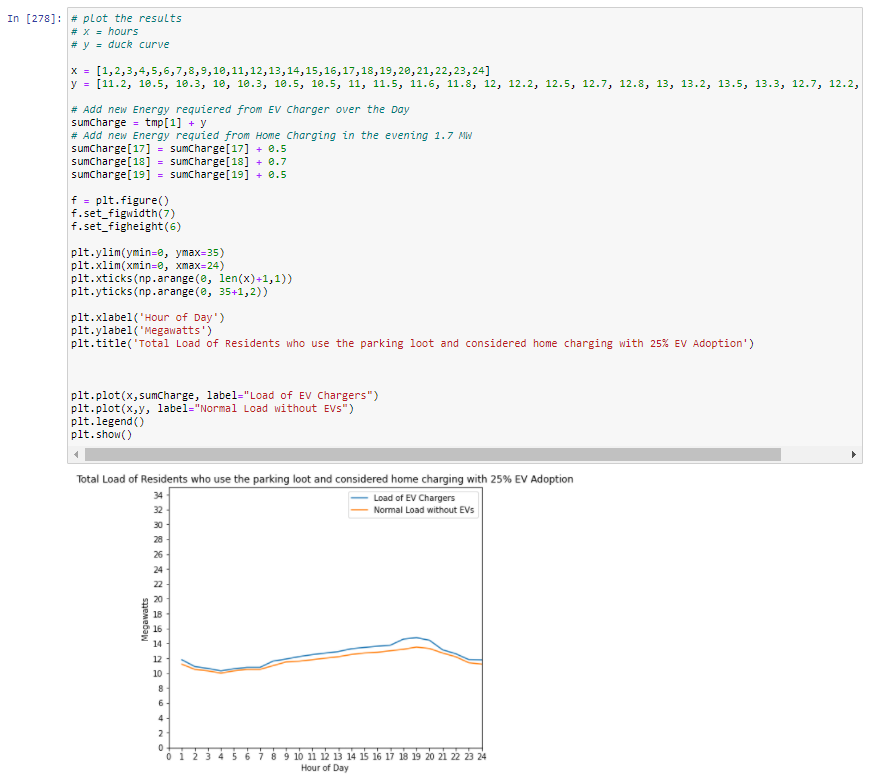 In [278]:
# plot the results
# x = hours
# y = duck curve
x = [1,2,3,4,5,6,7,8,9,10,11,12,13,14,15,16,17,18,19,20,21,22,23,24]
y = [11.2, 10.5, 10.3, 10, 10.3, 10.5, 10.5, 11, 11.5, 11.6, 11.8, 12, 12.2, 12.5, 12.7, 12.8, 13, 13.2, 13.5, 13.3, 12.7, 12.2,
# Add new Energy requiered from EV Charger over the Day
sumCharge = tmp[1] + y
# Add new Energy requied from Home Charging in the evening 1.7 MW
sumCharge[17] = sumCharge[17] + 0.5
sumCharge[18] = sumCharge[18] + 0.7
sumCharge[19] = sumCharge[19] + 0.5
f = plt.figure()
f.set_figwidth(7)
f.set_figheight(6)
plt.ylim(ymin=0, ymax=35)
plt.xlim(xmin=0, xmax=24)
plt.xticks(np.arange(0, len(x)+1,1))
plt.yticks(np.arange(0, 35+1,2))
plt.xlabel('Hour of Day')
plt.ylabel('Megawatts')
plt.title('Total Load of Residents who use the parking loot and considered home charging with 25% EV Adoption')
plt.plot(x,sumCharge, label="Load of EV Chargers")
plt.plot(x,y, label="Normal Load without EVs")
plt.legend()
plt.show()
Total Load of Residents who use the parking loot and considered home charging with 25% EV Adoption
Load of EV Chargers
Normal Load without EVs
34
32
30
28
26
24
22
20
18
16
14
12
10
8
6
4
2
0
Megawatts
0 1 2 3 4 5 6 7 8 9 10 11 12 13 14 15 16 17 18 19 20 21 22 23 24
Hour of Day